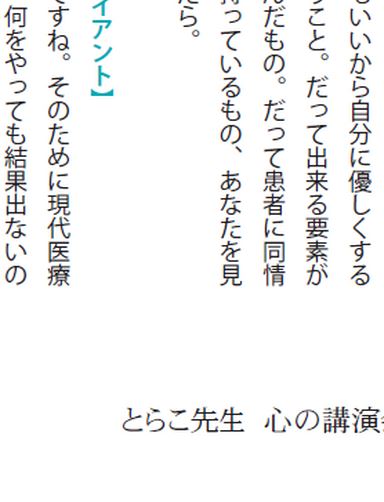 いいから自分に優しくする
こと。だって出来る要素が
んだもの。だって患者に同情
持っているもの、あなたを見
たら。
イアント】
すね。そのために現代医療
何をやっても結果出ないの
とらこ先生 心の講演会